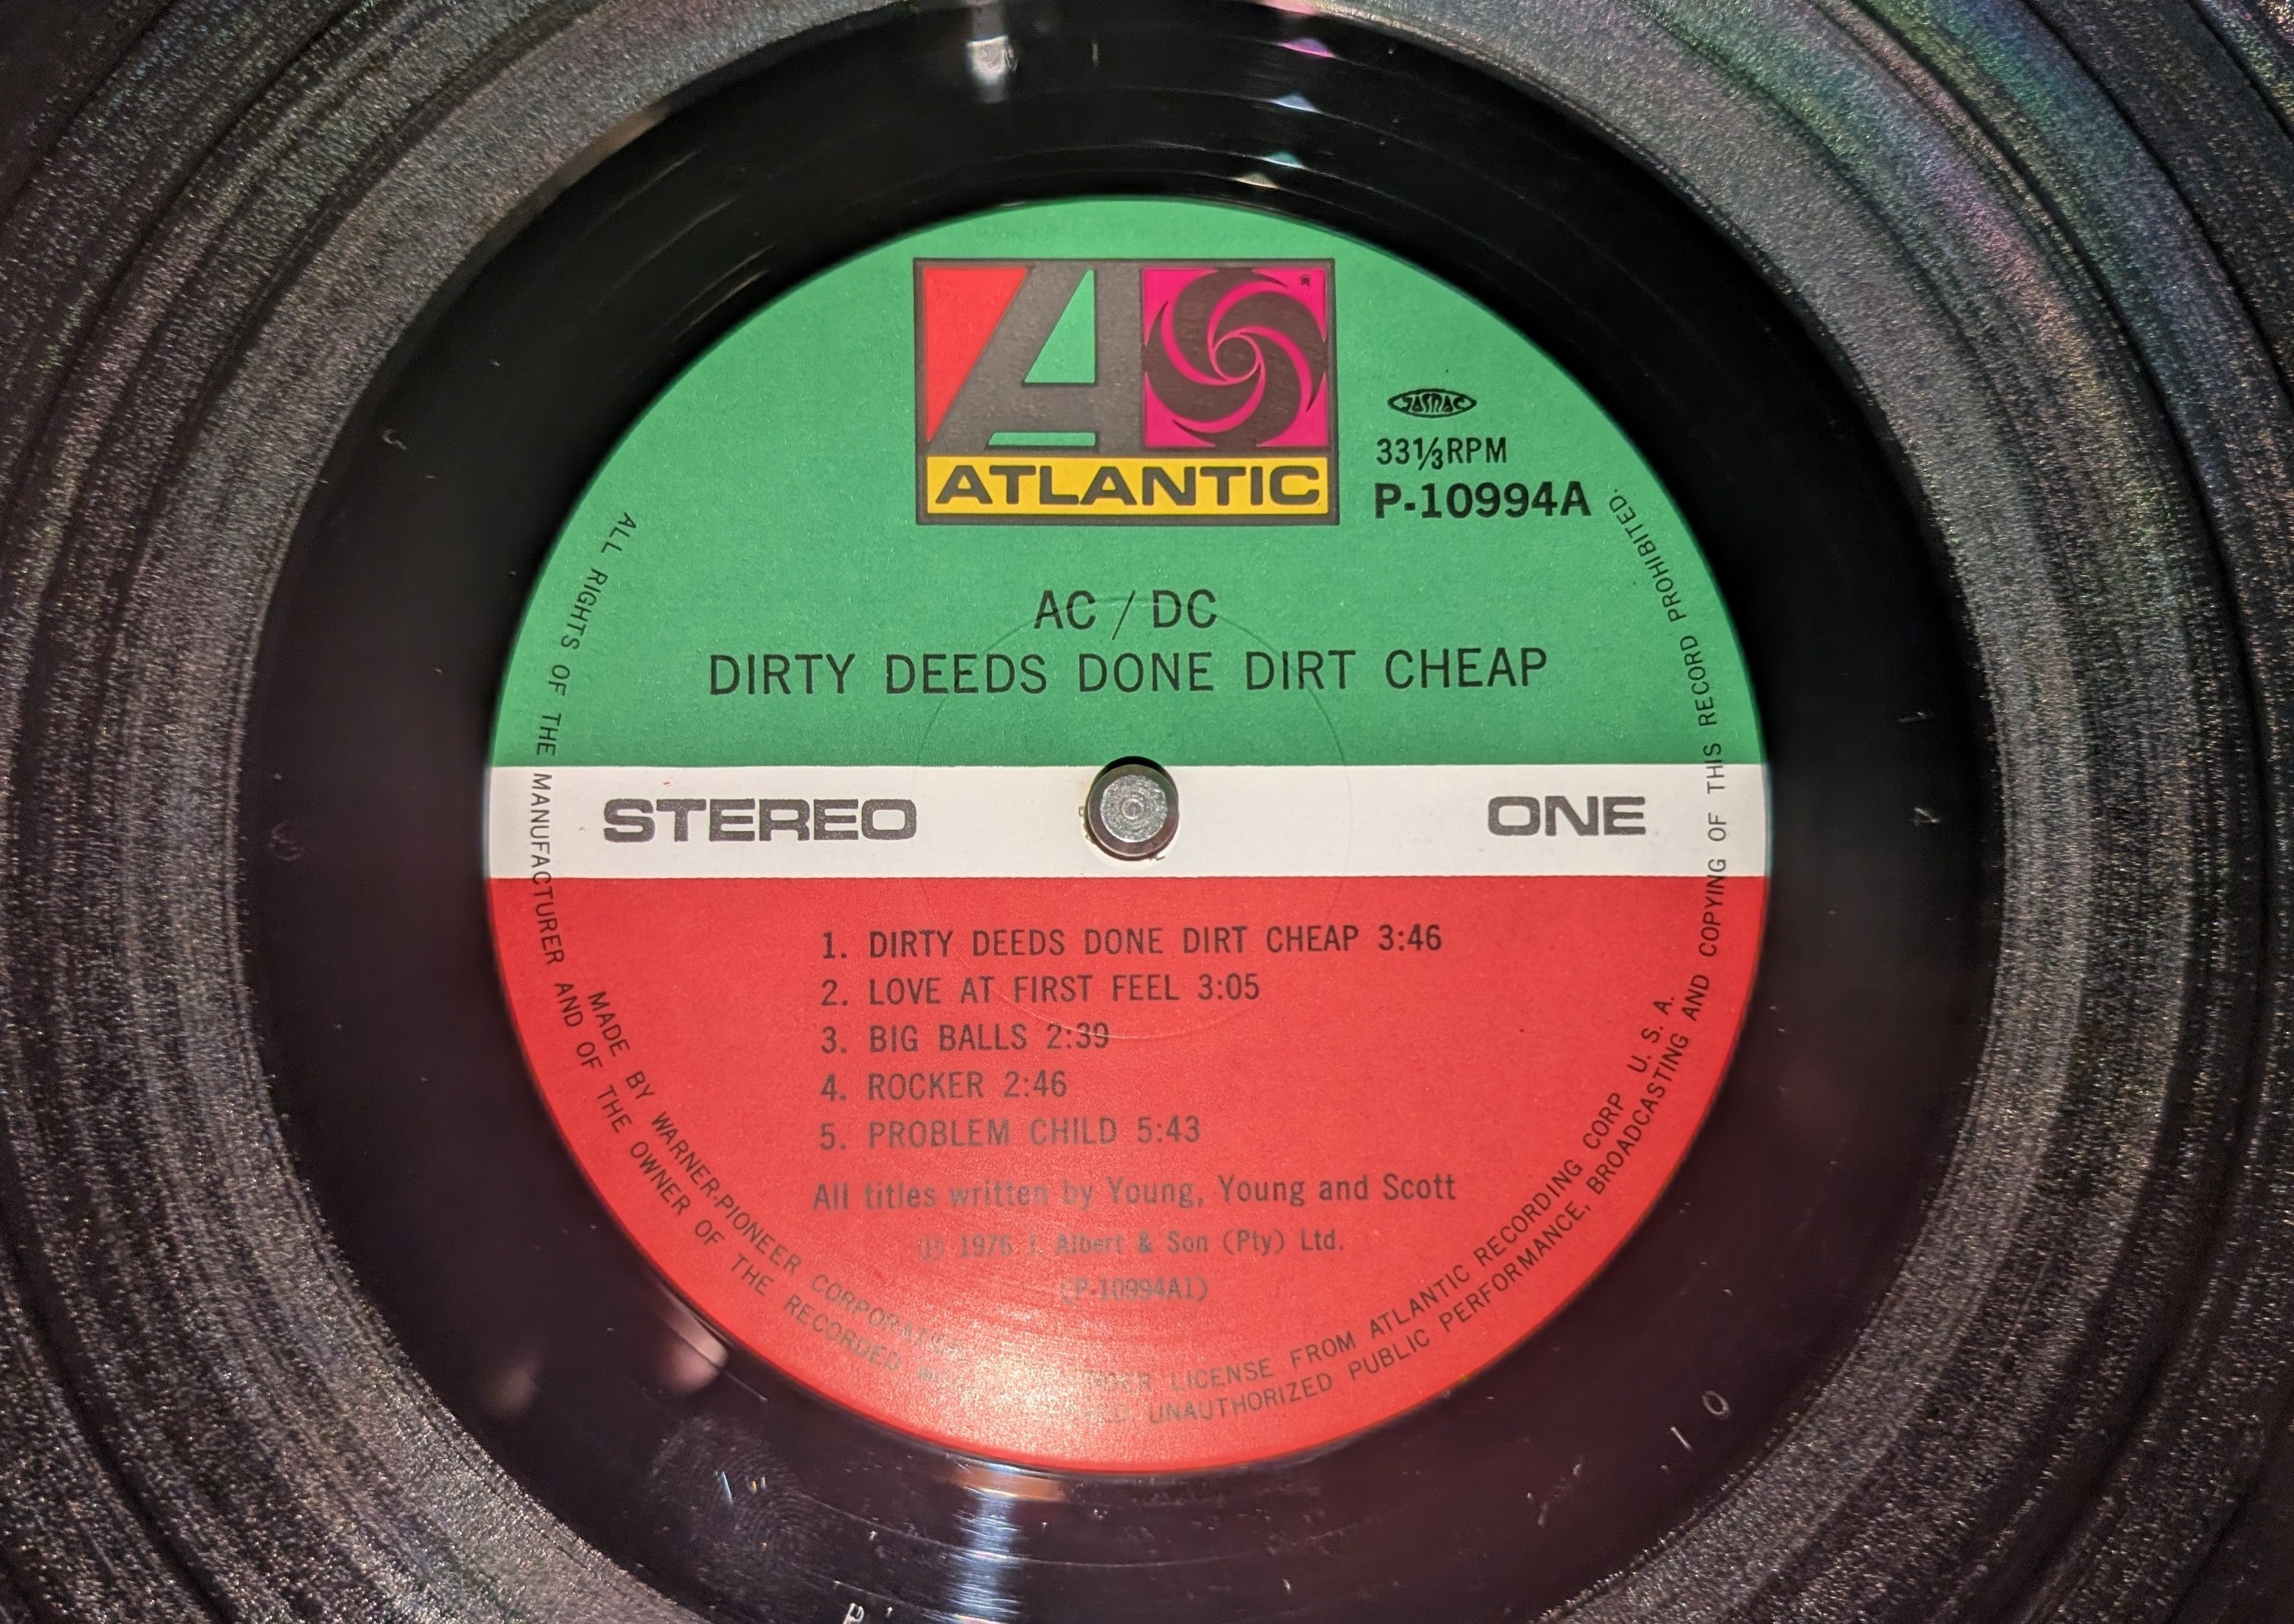 ATLANTIC
JASRAC
33⅓RPM
P-10994A
AC / DC
DIRTY DEEDS DONE DIRT CHEAP
STEREO
ONE
1. DIRTY DEEDS DONE DIRT CHEAP 3:46
2. LOVE AT FIRST FEEL 3:05
3. BIG BALLS 2:39
4. ROCKER 2:46
5. PROBLEM CHILD 5:43
All titles written by Young, Young and Scott
Ⓟ 1976 J. Albert & Son (Pty) Ltd.
(P-10994A1)
MADE BY WARNER-PIONEER UNDER LICENSE FROM ATLANTIC RECORDING CORP U. S. A.
ALL RIGHTS OF THE MANUFACTURER AND OF THE OWNER OF THE RECORDED UNAUTHORIZED PUBLIC PERFORMANCE, BROADCASTING AND COPYING OF THIS RECORD PROHIBITED.